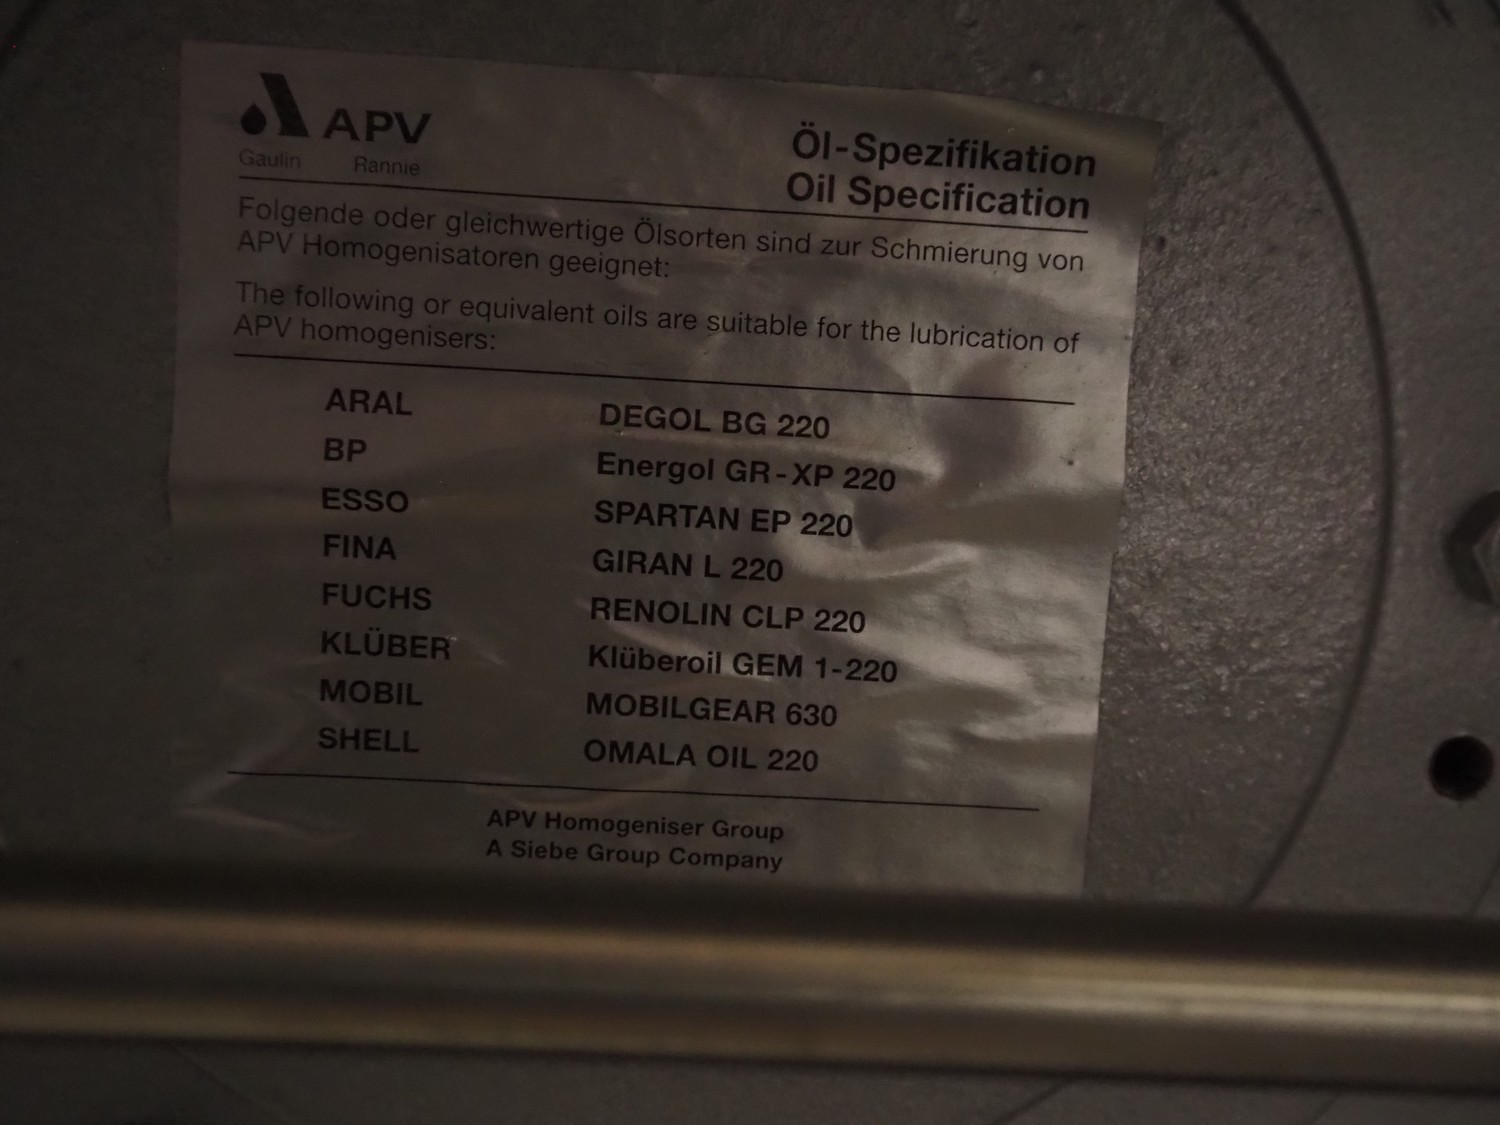 APV
Gaulin Rannie
Öl-Spezifikation
Oil Specification
Folgende oder gleichwertige Ölsorten sind zur Schmierung von
APV Homogenisatoren geeignet:
The following or equivalent oils are suitable for the lubrication of
APV homogenisers:
ARAL DEGOL BG 220
BP Energol GR-XP 220
ESSO SPARTAN EP 220
FINA GIRAN L 220
FUCHS RENOLIN CLP 220
KLÜBER Klüberoil GEM 1-220
MOBIL MOBILGEAR 630
SHELL OMALA OIL 220
APV Homogeniser Group
A Siebe Group Company